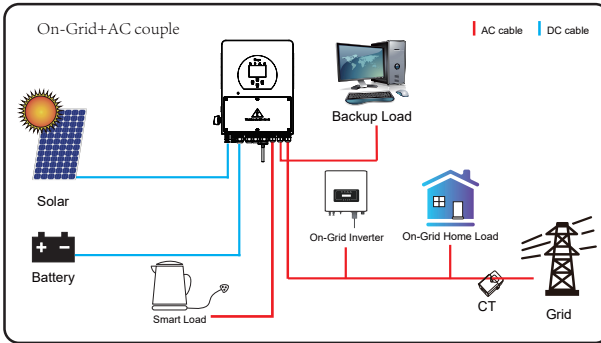 On-Grid+AC couple
AC cable
DC cable
Backup Load
Solar
On-Grid Inverter
On-Grid Home Load
Battery
Smart Load
CT
Grid